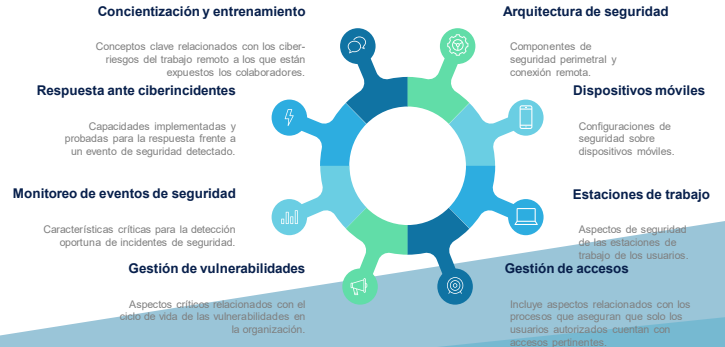 Concientización y entrenamiento
Conceptos clave relacionados con los ciber-
riesgos del trabajo remoto a los que están
expuestos los colaboradores.
Respuesta ante ciberincidentes
Capacidades implementadas y
probadas para la respuesta frente a
un evento de seguridad detectado.
Monitoreo de eventos de seguridad
Características críticas para la detección
oportuna de incidentes de seguridad.
Gestión de vulnerabilidades
Aspectos críticos relacionados con el
ciclo de vida de las vulnerabilidades en
la organización.
Arquitectura de seguridad
Componentes de
seguridad perimetral y
conexión remota.
Dispositivos móviles
Configuraciones de
seguridad sobre
dispositivos móviles.
Estaciones de trabajo
Aspectos de seguridad
de las estaciones de
trabajo de los usuarios.
Gestión de accesos
Incluye aspectos relacionados con los
procesos que aseguran que solo los
usuarios autorizados cuentan con
accesos pertinentes.